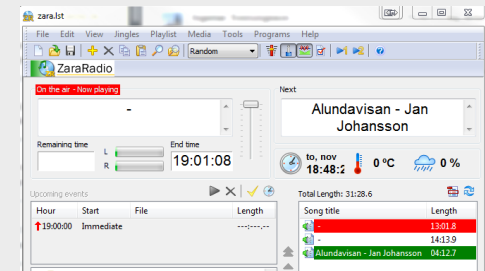 zara.lst
File Edit View Jingles Playlist Media Tools Programs Help
Random
ZaraRadio
On the air - Now playing
-
Remaining time
L
R
End time
19:01:08
Next
Alundavisan - Jan
Johansson
to, nov
18:48:2
0 ºC
0 %
Upcoming events
Hour Start File Length
19:00:00 Immediate ---:---,--
Total Length: 31:28.6
Song title Length
- 13:01.8
- 14:13.9
Alundavisan - Jan Johansson 04:12.7